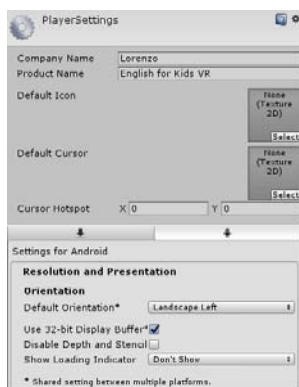 PlayerSettings
Company Name Lorenzo
Product Name English for Kids VR
Default Icon
None
(Texture
2D)
Select
Default Cursor
None
(Texture
2D)
Select
Cursor Hotspot X 0 Y 0
Settings for Android
Resolution and Presentation
Orientation
Default Orientation* Landscape Left
Use 32-bit Display Buffer*
Disable Depth and Stencil
Show Loading Indicator Don't Show
* Shared setting between multiple platforms.